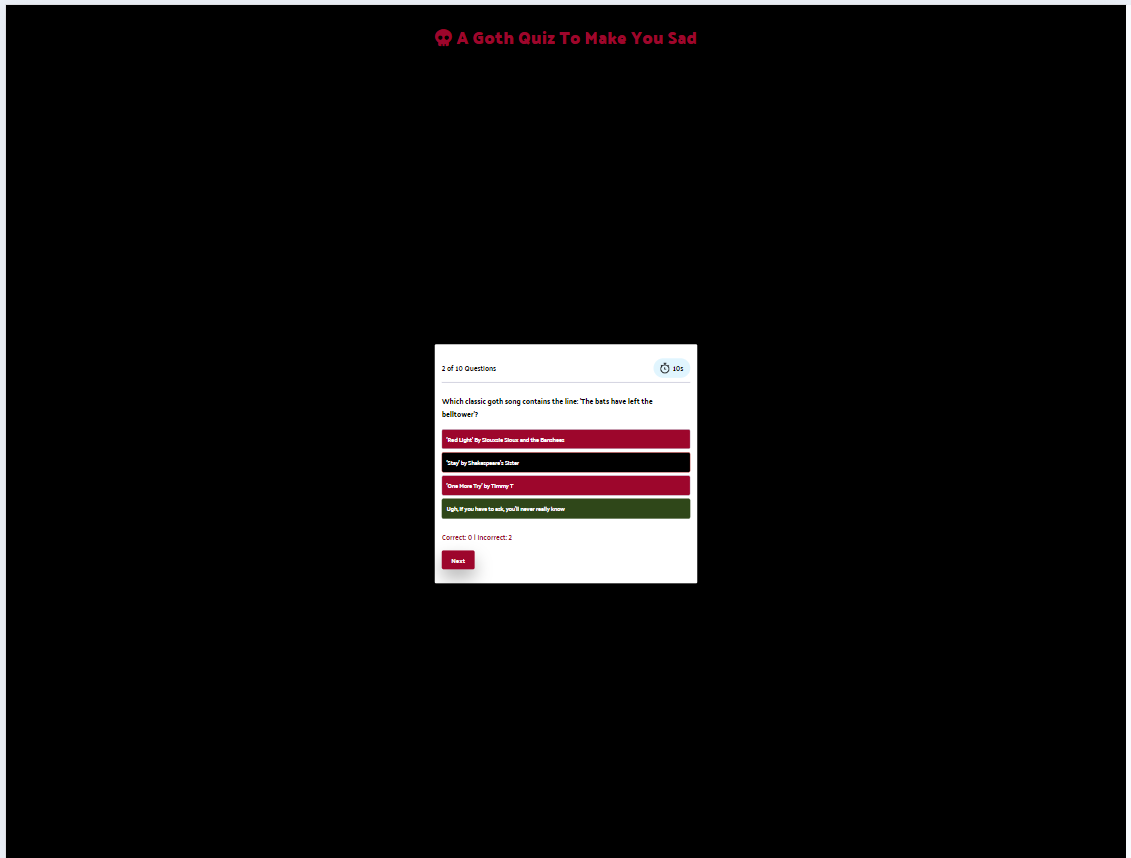 A Goth Quiz To Make You Sad
2 of 10 Questions
10s
Which classic goth song contains the line: 'The bats have left the
belltower'?
'Red Light' By Siouxsie Sioux and the Banshees
'Stay' by Shakespeare's Sister
'One More Try' by Timmy T
Ugh, if you have to ask, you'll never really know
Correct: 0 | Incorrect: 2
Next